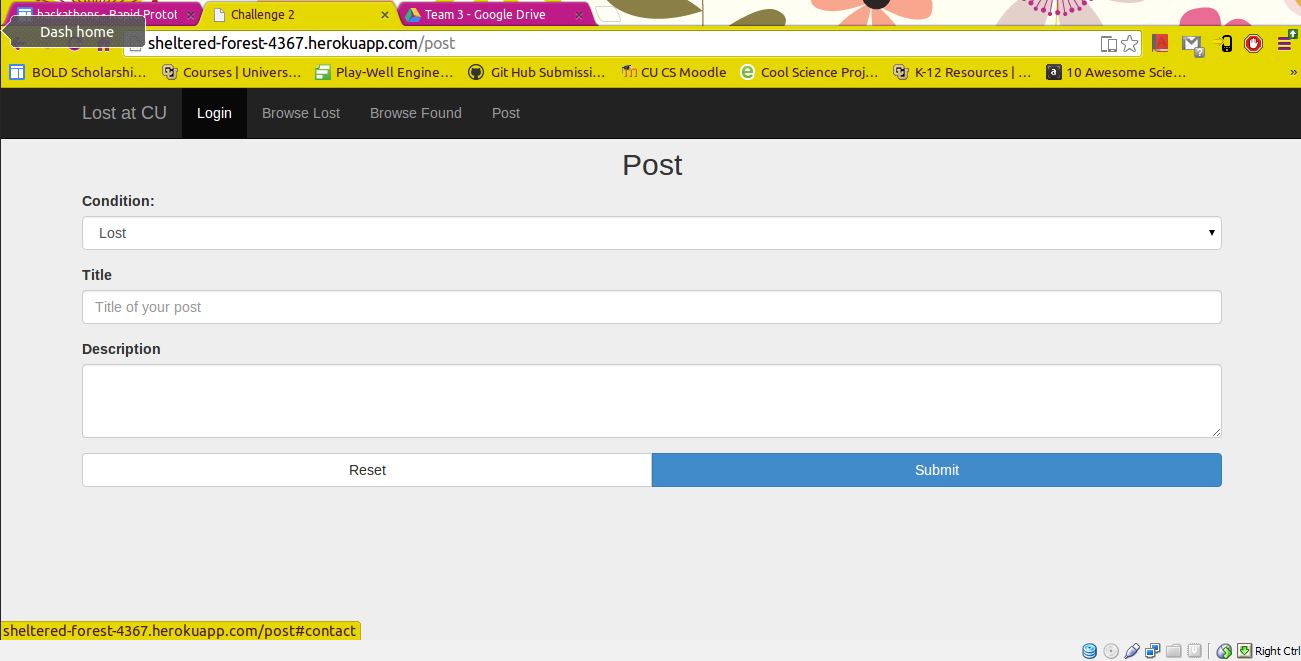 hackathons - Rapid Protot
Challenge 2
Team 3 - Google Drive
Dash home
sheltered-forest-4367.herokuapp.com/post
BOLD Scholarshi...
Courses | Univers...
Play-Well Engine...
Git Hub Submissi...
CU CS Moodle
Cool Science Proj...
K-12 Resources | ...
10 Awesome Scie...
»
Lost at CU
Login
Browse Lost
Browse Found
Post
Post
Condition:
Lost
Title
Title of your post
Description
Reset
Submit
sheltered-forest-4367.herokuapp.com/post#contact
Right Ctrl